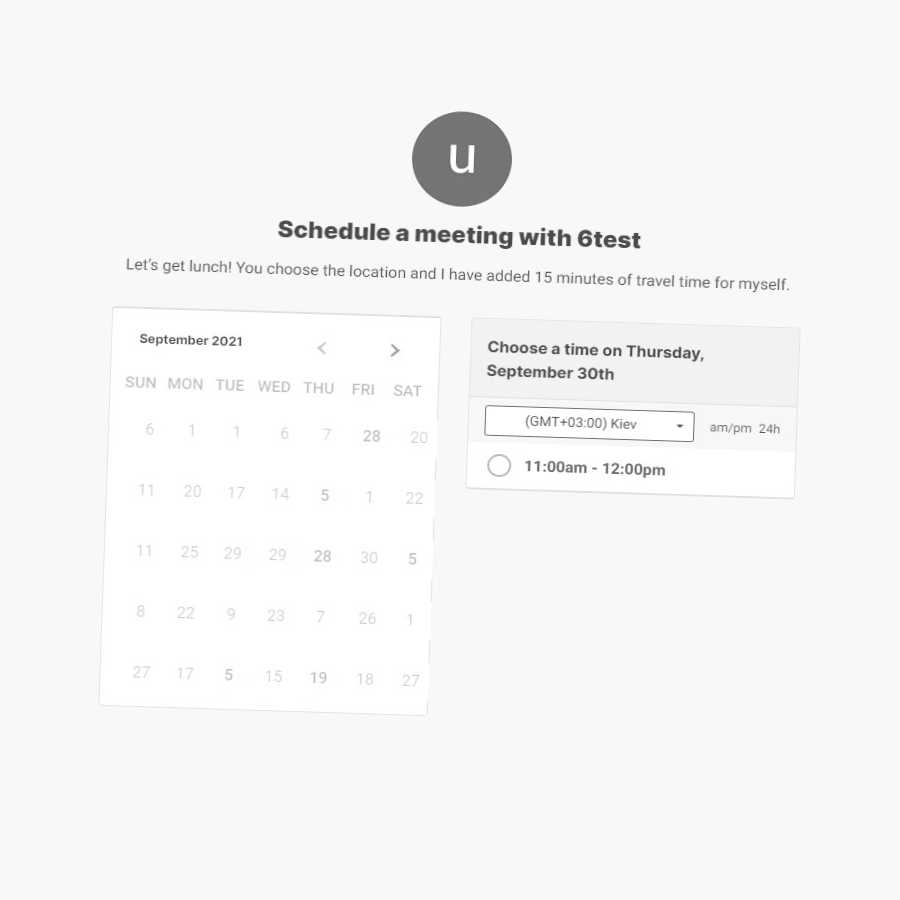 u
Schedule a meeting with 6test
Let's get lunch! You choose the location and I have added 15 minutes of travel time for myself.
September 2021
SUN MON TUE WED THU FRI SAT
6 1 1 6 7 28 20
11 20 17 14 5 1 22
11 25 29 29 28 30 5
8 22 9 23 7 26 1
27 17 5 15 19 18 27
Choose a time on Thursday,
September 30th
(GMT+03:00) Kiev
am/pm 24h
11:00am - 12:00pm